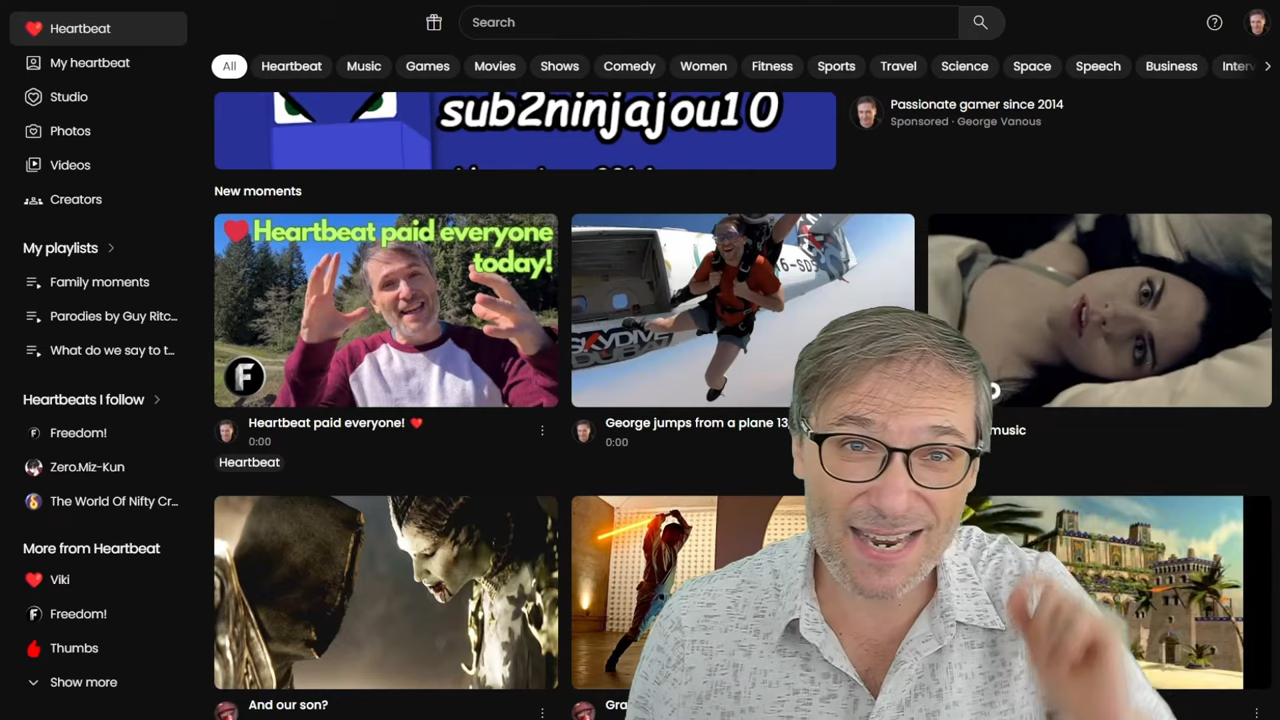 Heartbeat
Search
My heartbeat
Studio
Photos
Videos
Creators
My playlists
Family moments
Parodies by Guy Ritc...
What do we say to t...
Heartbeats I follow
Freedom!
Zero.Miz-Kun
The World Of Nifty Cr...
More from Heartbeat
Viki
Freedom!
Thumbs
Show more
All
Heartbeat
Music
Games
Movies
Shows
Comedy
Women
Fitness
Sports
Travel
Science
Space
Speech
Business
sub2ninjajou10
Passionate gamer since 2014
Sponsored · George Vanous
New moments
Heartbeat paid everyone
today!
F
SKYDIVE
DUBAI
Heartbeat paid everyone! ❤️
0:00
Heartbeat
George jumps from a plane 13
0:00
music
And our son?